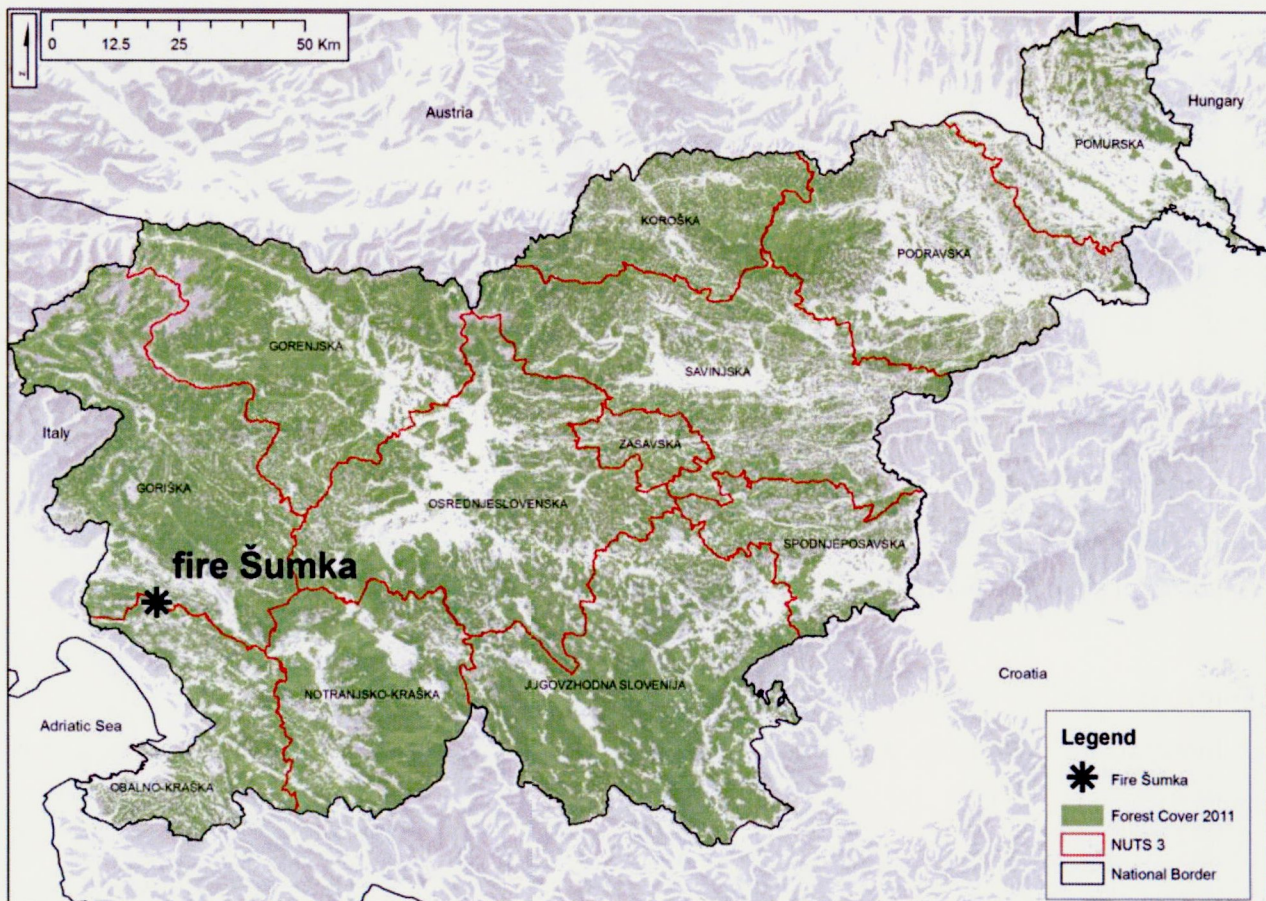 0 12.5 25 50 Km
N
Austria
Hungary
POMURSKA
KOROŠKA
PODRAVSKA
GORENJSKA
SAVINJSKA
Italy
ZASAVSKA
GORIŠKA
OSREDNJESLOVENSKA
SPODNJEPOSAVSKA
fire Šumka
Croatia
JUGOVZHODNA SLOVENIJA
NOTRANJSKO-KRAŠKA
Adriatic Sea
OBALNO-KRAŠKA
Legend
Fire Šumka
Forest Cover 2011
NUTS 3
National Border